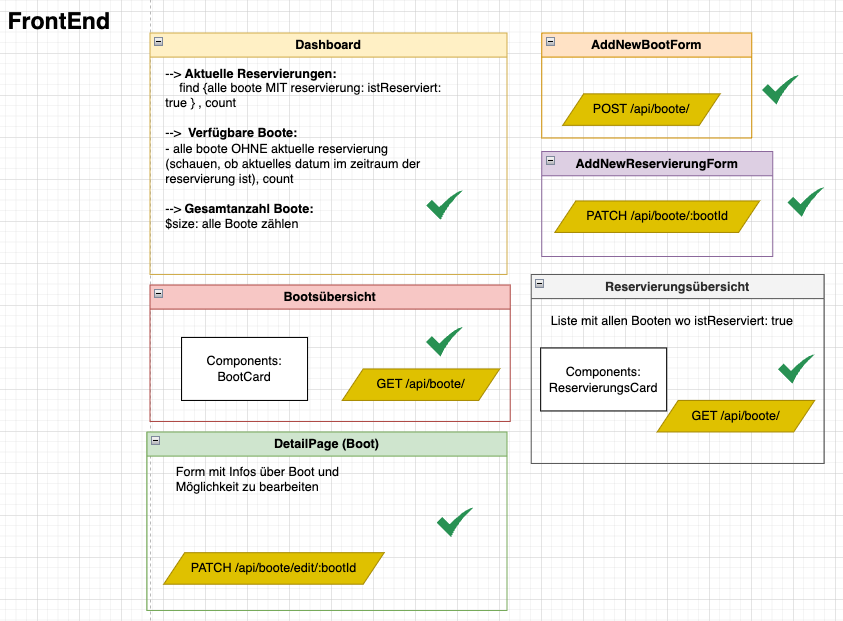 FrontEnd
Dashboard
--> Aktuelle Reservierungen:
find {alle boote MIT reservierung: istReserviert:
true } , count
--> Verfügbare Boote:
- alle boote OHNE aktuelle reservierung
(schauen, ob aktuelles datum im zeitraum der
reservierung ist), count
--> Gesamtanzahl Boote:
$size: alle Boote zählen
AddNewBootForm
POST /api/boote/
AddNewReservierungForm
PATCH /api/boote/:bootId
Bootsübersicht
Components:
BootCard
GET /api/boote/
Reservierungsübersicht
Liste mit allen Booten wo istReserviert: true
Components:
ReservierungsCard
GET /api/boote/
DetailPage (Boot)
Form mit Infos über Boot und
Möglichkeit zu bearbeiten
PATCH /api/boote/edit/:bootId